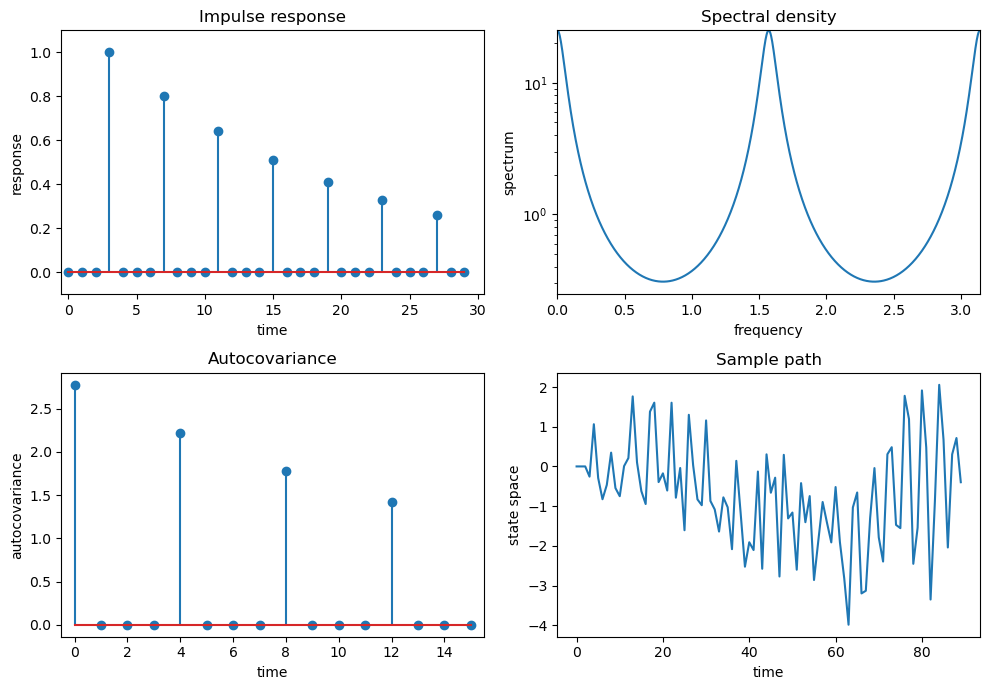 Impulse response
1.0
0.8
0.6
0.4
0.2
0.0
response
0 5 10 15 20 25 30
time
Spectral density
10¹
10⁰
spectrum
0.0 0.5 1.0 1.5 2.0 2.5 3.0
frequency
Autocovariance
2.5
2.0
1.5
1.0
0.5
0.0
autocovariance
0 2 4 6 8 10 12 14
time
Sample path
2
1
0
−1
−2
−3
−4
state space
0 20 40 60 80
time